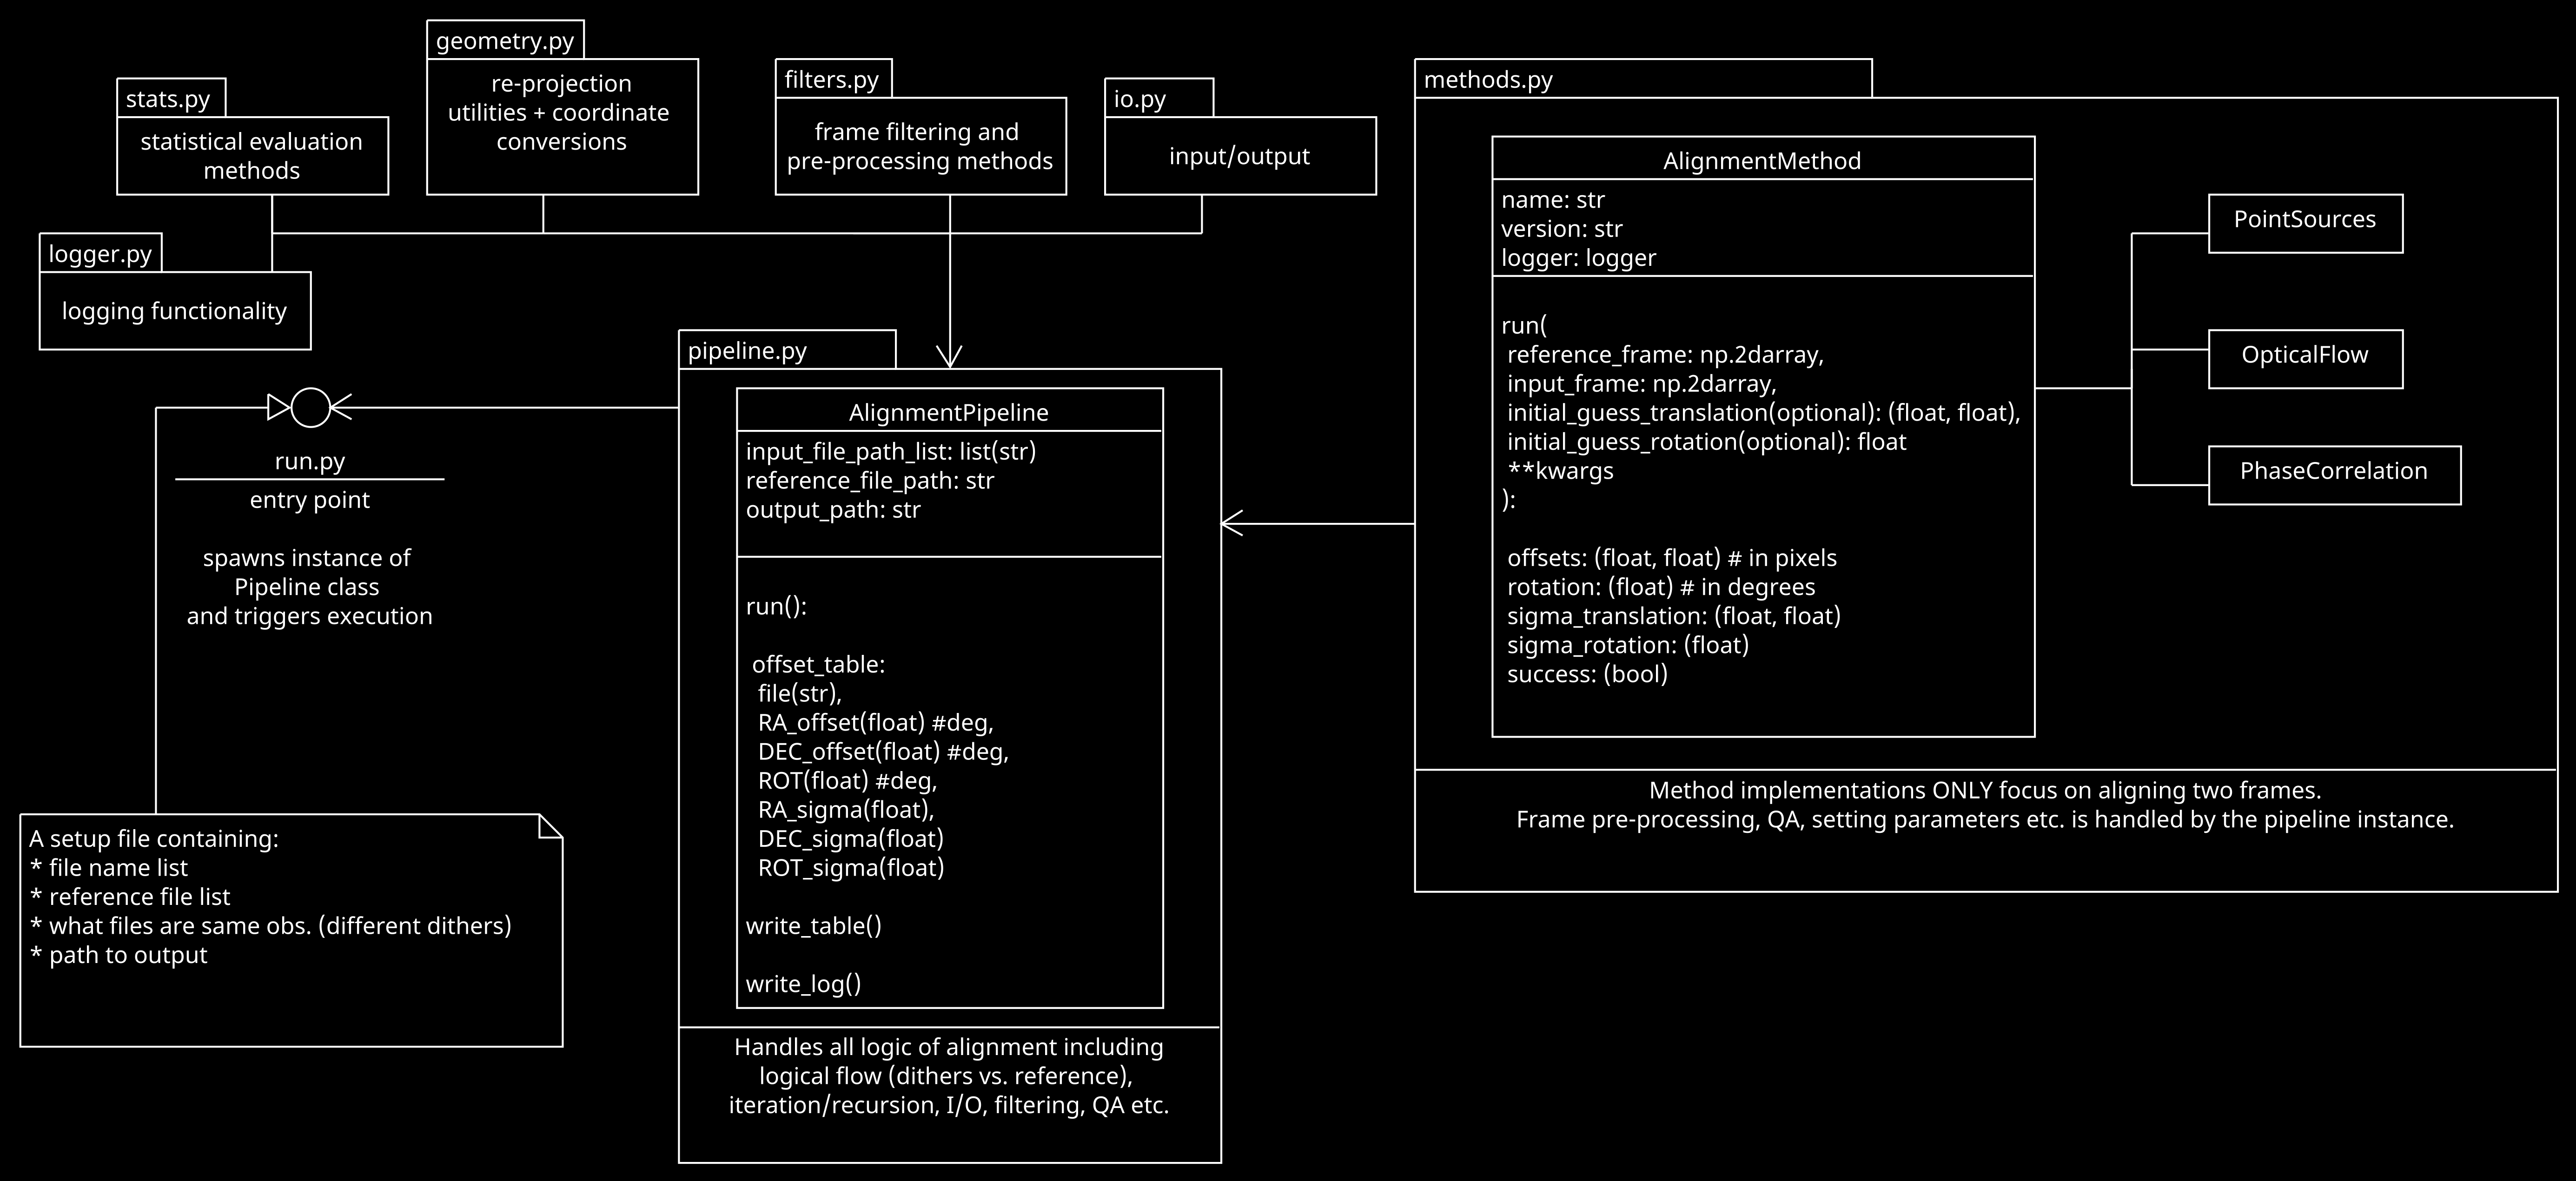 geometry.py
re-projection
utilities + coordinate
conversions
stats.py
statistical evaluation
methods
filters.py
frame filtering and
pre-processing methods
io.py
input/output
logger.py
logging functionality
run.py
entry point
spawns instance of
Pipeline class
and triggers execution
A setup file containing:
* file name list
* reference file list
* what files are same obs. (different dithers)
* path to output
pipeline.py
AlignmentPipeline
input_file_path_list: list(str)
reference_file_path: str
output_path: str
run():
offset_table:
file(str),
RA_offset(float) #deg,
DEC_offset(float) #deg,
ROT(float) #deg,
RA_sigma(float),
DEC_sigma(float)
ROT_sigma(float)
write_table()
write_log()
Handles all logic of alignment including
logical flow (dithers vs. reference),
iteration/recursion, I/O, filtering, QA etc.
methods.py
AlignmentMethod
name: str
version: str
logger: logger
run(
reference_frame: np.2darray,
input_frame: np.2darray,
initial_guess_translation(optional): (float, float),
initial_guess_rotation(optional): float
**kwargs
):
offsets: (float, float) # in pixels
rotation: (float) # in degrees
sigma_translation: (float, float)
sigma_rotation: (float)
success: (bool)
PointSources
OpticalFlow
PhaseCorrelation
Method implementations ONLY focus on aligning two frames.
Frame pre-processing, QA, setting parameters etc. is handled by the pipeline instance.